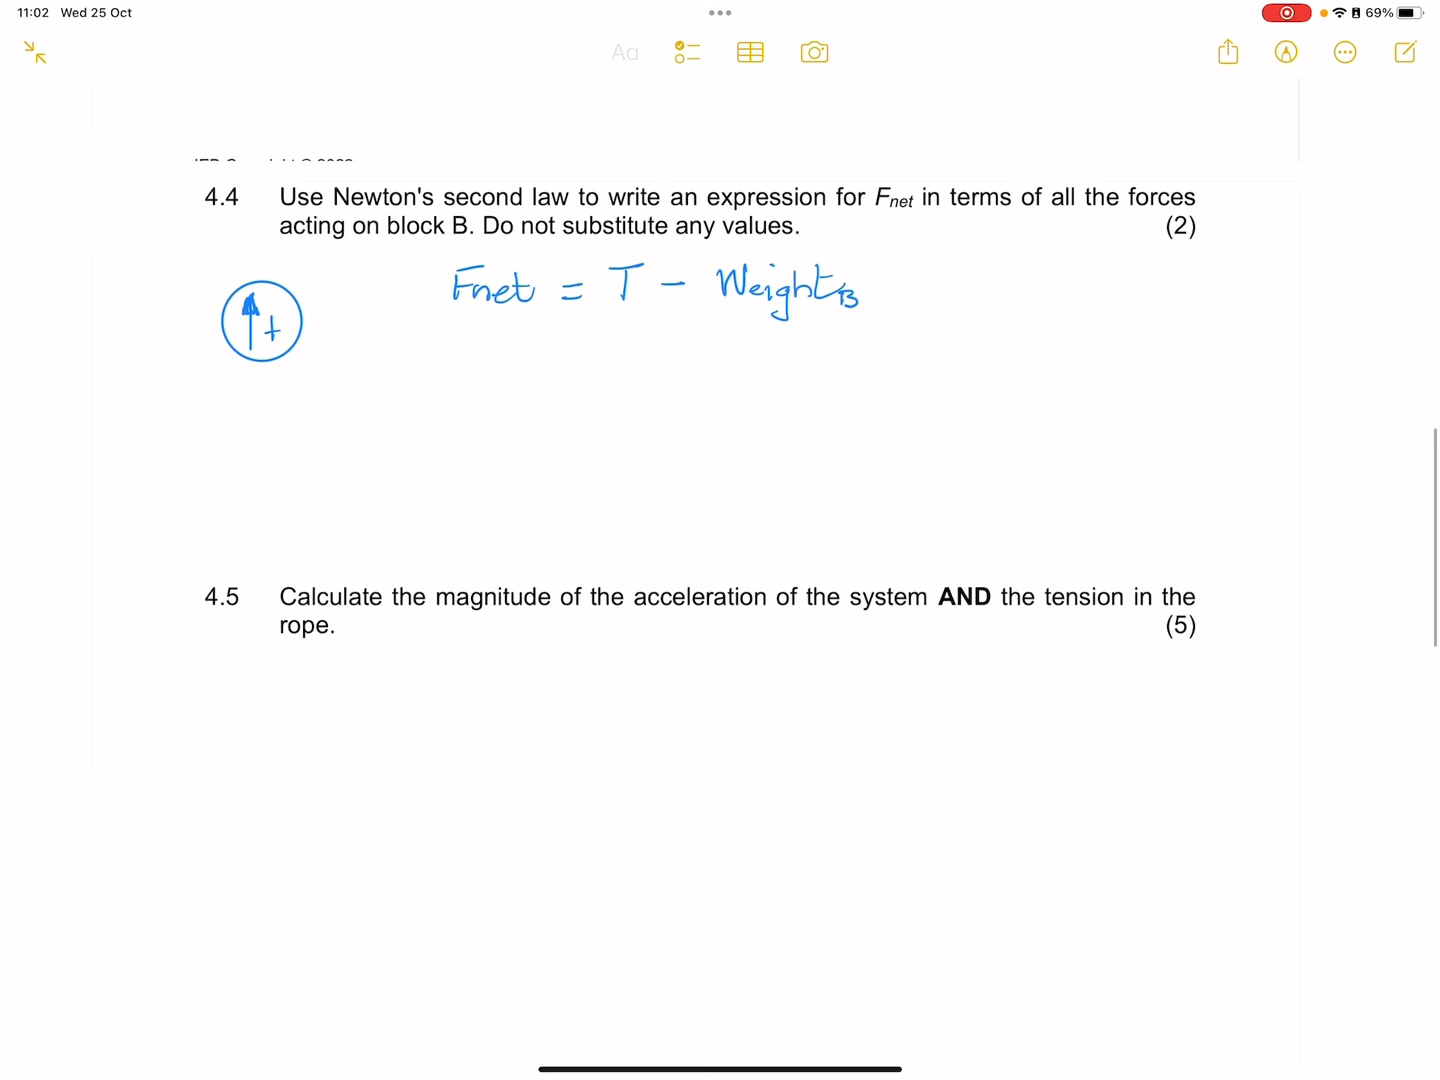 11:02 Wed 25 Oct
69%
Aa
4.4 Use Newton's second law to write an expression for Fnet in terms of all the forces
acting on block B. Do not substitute any values. (2)
Fnet = T - Weight B
+
4.5 Calculate the magnitude of the acceleration of the system AND the tension in the
rope. (5)